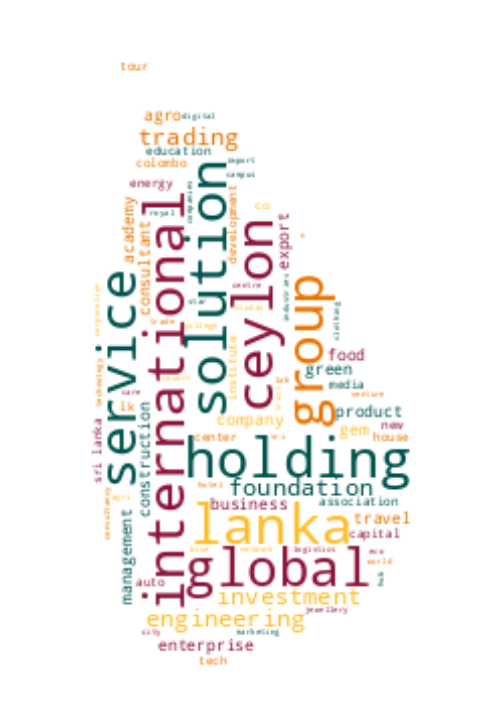 tour
agro
digital
trading
education
colombo
import
campus
energy
companies
royal
academy
international
solution
development
co
consultant
ceylon
export
service
group
centre
industries
star
trade
college
clothing
institute
food
green
media
venture
care
lk
lab
company
product
gem
new
house
sri lanka
construction
center
sri
holding
technology
corporation
hotel
foundation
agri
business
association
consultancy
lanka
travel
capital
management
blue
network
logistics
eco
world
global
auto
hub
investment
jewellery
engineering
city
marketing
enterprise
tech